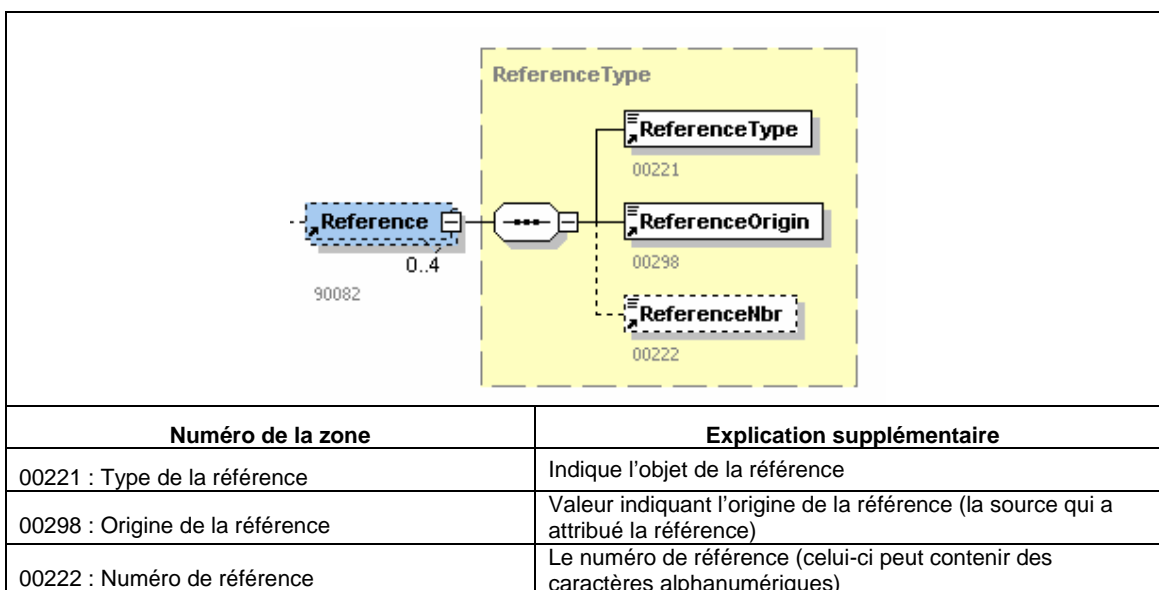 ReferenceType
ReferenceType
00221
Reference
0..4
90082
ReferenceOrigin
00298
ReferenceNbr
00222
Numéro de la zone
Explication supplémentaire
00221 : Type de la référence
Indique l’objet de la référence
00298 : Origine de la référence
Valeur indiquant l’origine de la référence (la source qui a
attribué la référence)
00222 : Numéro de référence
Le numéro de référence (celui-ci peut contenir des
caractères alphanumériques)